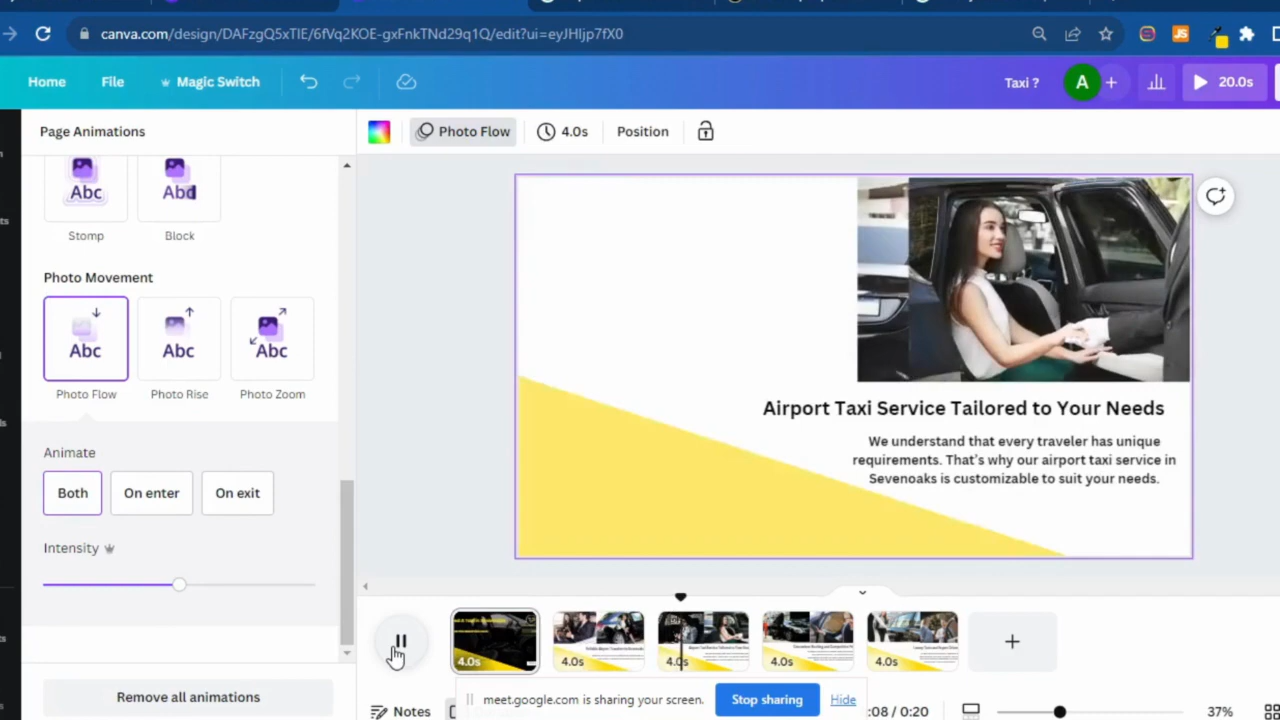 canva.com/design/DAFzgQ5xTIE/6fVq2KOE-gxFnkTNd29q1Q/edit?ui=eyJHIjp7fX0
JS
Home
File
Magic Switch
Taxi ?
A
20.0s
Page Animations
Photo Flow
4.0s
Position
Abc
Abc
Stomp
Block
Photo Movement
Abc
Abc
Abc
Photo Flow
Photo Rise
Photo Zoom
Airport Taxi Service Tailored to Your Needs
We understand that every traveler has unique
requirements. That's why our airport taxi service in
Sevenoaks is customizable to suit your needs.
Animate
Both
On enter
On exit
Intensity
4.0s
4.0s
4.0s
4.0s
4.0s
Remove all animations
meet.google.com is sharing your screen.
Stop sharing
Hide
Notes
:08 / 0:20
37%